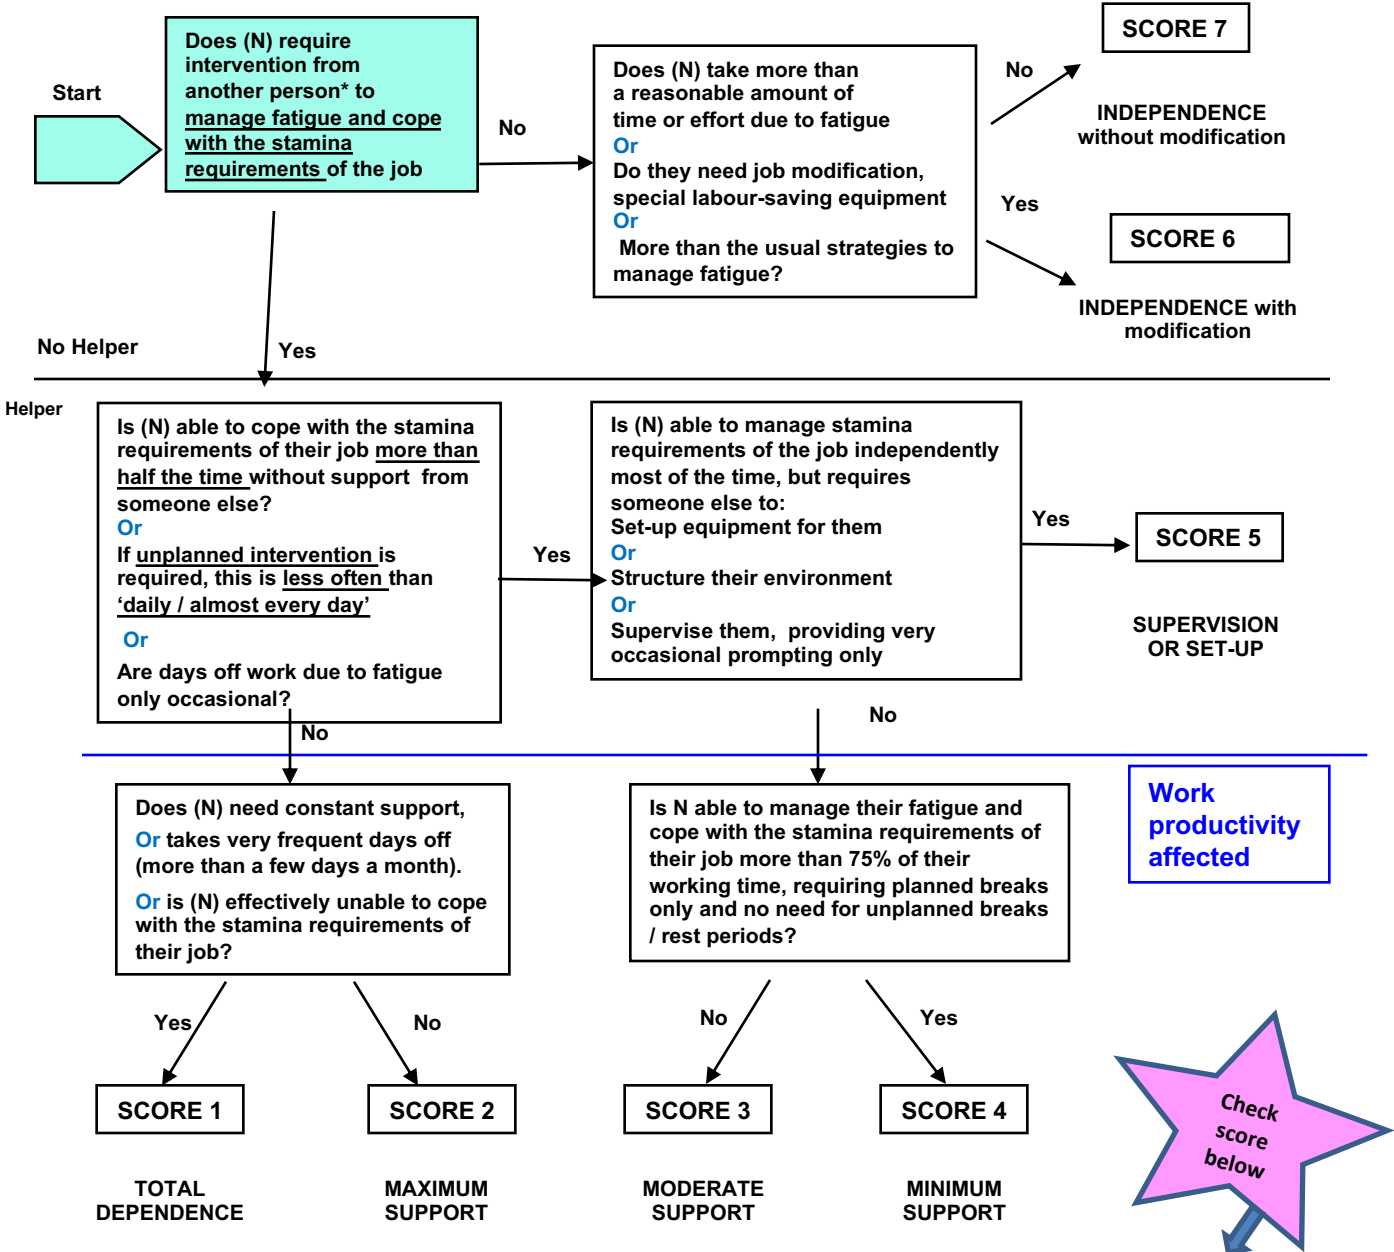 Start
Does (N) require
intervention from
another person* to
manage fatigue and cope
with the stamina
requirements of the job
No
Does (N) take more than
a reasonable amount of
time or effort due to fatigue
Or
Do they need job modification,
special labour-saving equipment
Or
More than the usual strategies to
manage fatigue?
No
SCORE 7
INDEPENDENCE
without modification
Yes
SCORE 6
INDEPENDENCE with
modification
No Helper
Yes
Helper
Is (N) able to cope with the stamina
requirements of their job more than
half the time without support from
someone else?
Or
If unplanned intervention is
required, this is less often than
‘daily / almost every day’
Or
Are days off work due to fatigue
only occasional?
Yes
Is (N) able to manage stamina
requirements of the job independently
most of the time, but requires
someone else to:
Set-up equipment for them
Or
Structure their environment
Or
Supervise them, providing very
occasional prompting only
Yes
SCORE 5
SUPERVISION
OR SET-UP
No
No
Does (N) need constant support,
Or takes very frequent days off
(more than a few days a month).
Or is (N) effectively unable to cope
with the stamina requirements of
their job?
Is N able to manage their fatigue and
cope with the stamina requirements of
their job more than 75% of their
working time, requiring planned breaks
only and no need for unplanned breaks
/ rest periods?
Work
productivity
affected
Yes
No
No
Yes
SCORE 1
SCORE 2
SCORE 3
SCORE 4
TOTAL
DEPENDENCE
MAXIMUM
SUPPORT
MODERATE
SUPPORT
MINIMUM
SUPPORT
Check
score
below